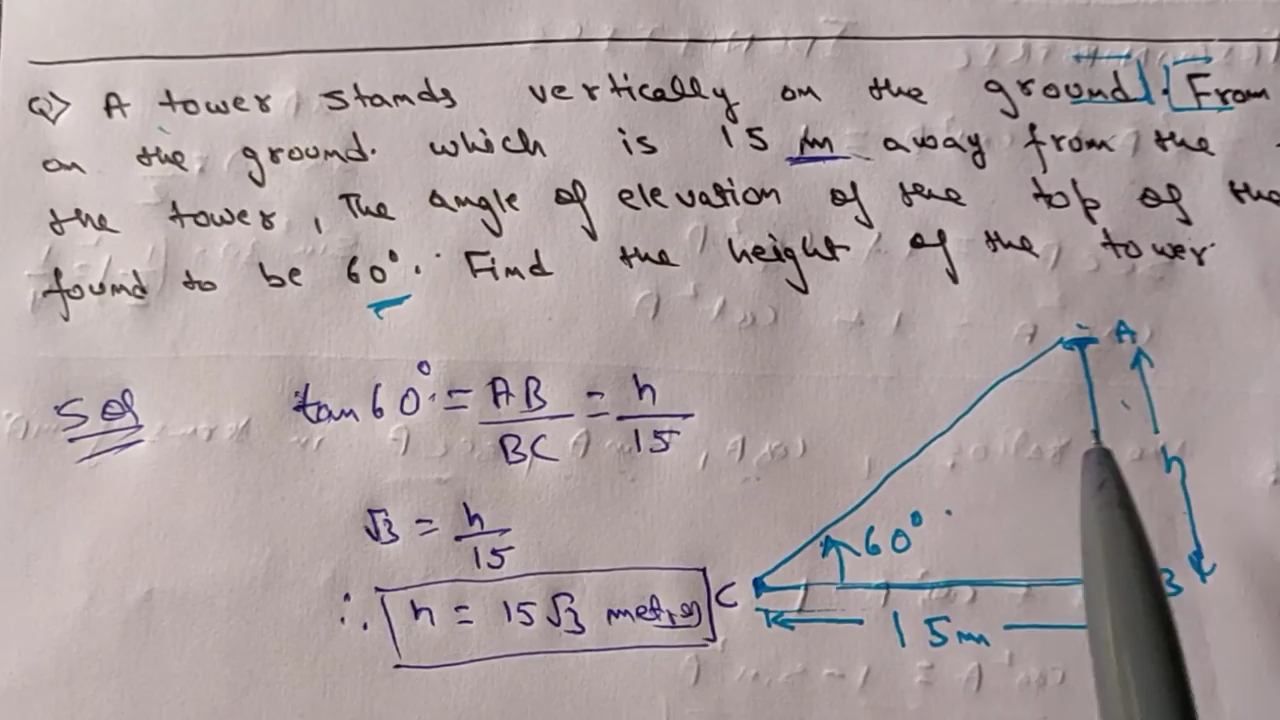 Q) A tower stands vertically on the ground. From
on the ground which is 15 m away from the
the tower, The angle of elevation of the top of the
found to be 60°. Find the height of the tower
Sol
tan 60° = AB/BC = h/15
√3 = h/15
∴ h = 15√3 metres
A
h
60°
C
B
15m